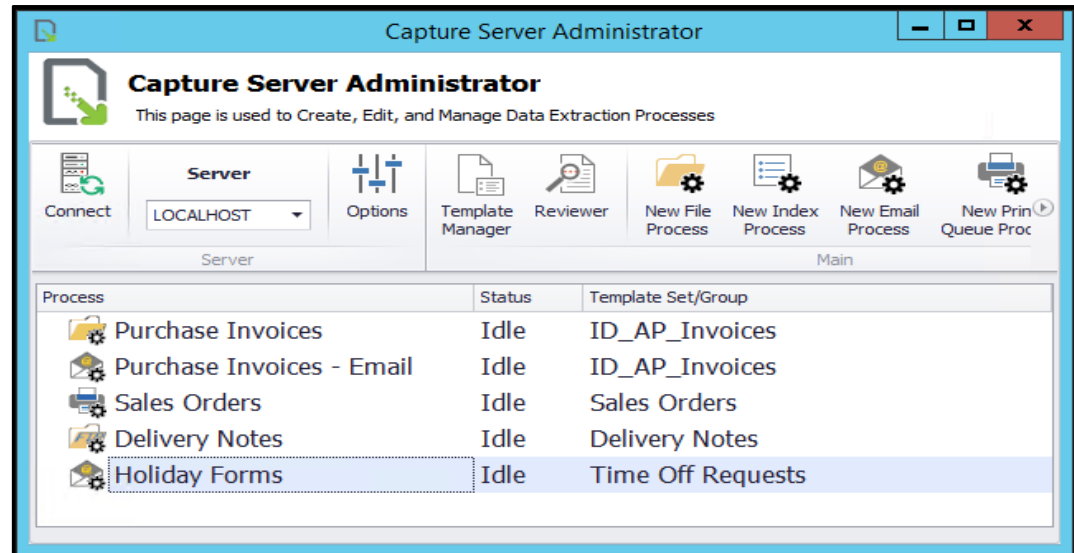 Capture Server Administrator
Capture Server Administrator
This page is used to Create, Edit, and Manage Data Extraction Processes
Server
LOCALHOST
Connect
Options
Template Manager
Reviewer
New File Process
New Index Process
New Email Process
New Prin
Queue Proc
Server
Main
Process Status Template Set/Group
Purchase Invoices Idle ID_AP_Invoices
Purchase Invoices - Email Idle ID_AP_Invoices
Sales Orders Idle Sales Orders
Delivery Notes Idle Delivery Notes
Holiday Forms Idle Time Off Requests